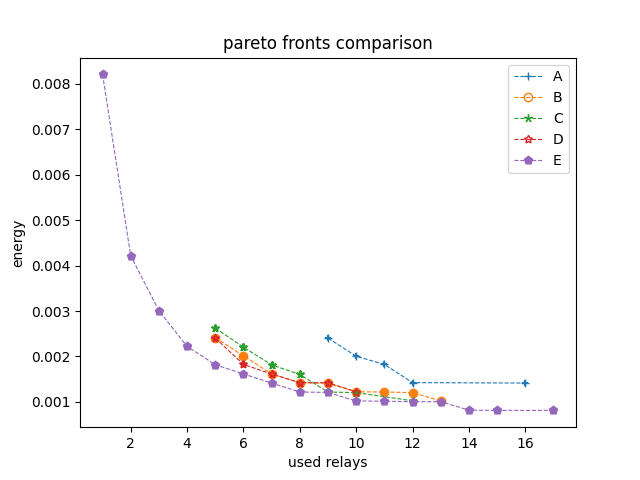 pareto fronts comparison
A
B
C
D
E
0.008
0.007
0.006
0.005
0.004
0.003
0.002
0.001
energy
2 4 6 8 10 12 14 16
used relays